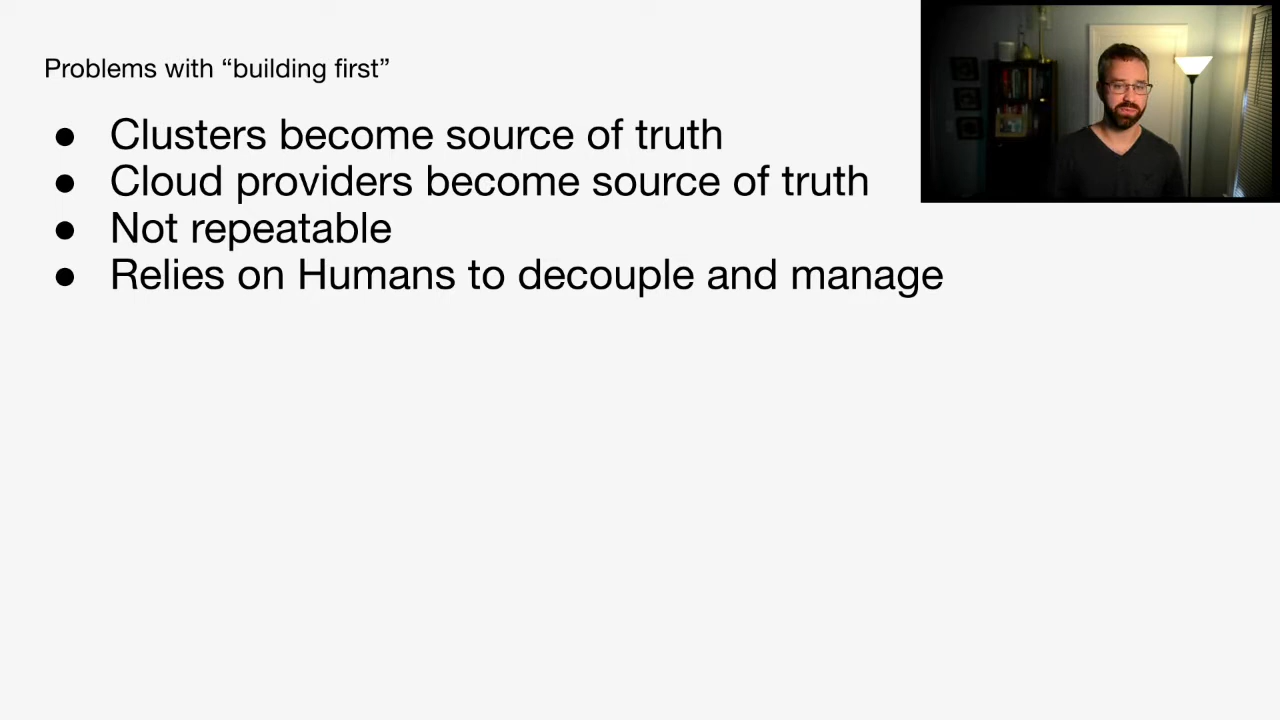 Problems with “building first”
● Clusters become source of truth
● Cloud providers become source of truth
● Not repeatable
● Relies on Humans to decouple and manage